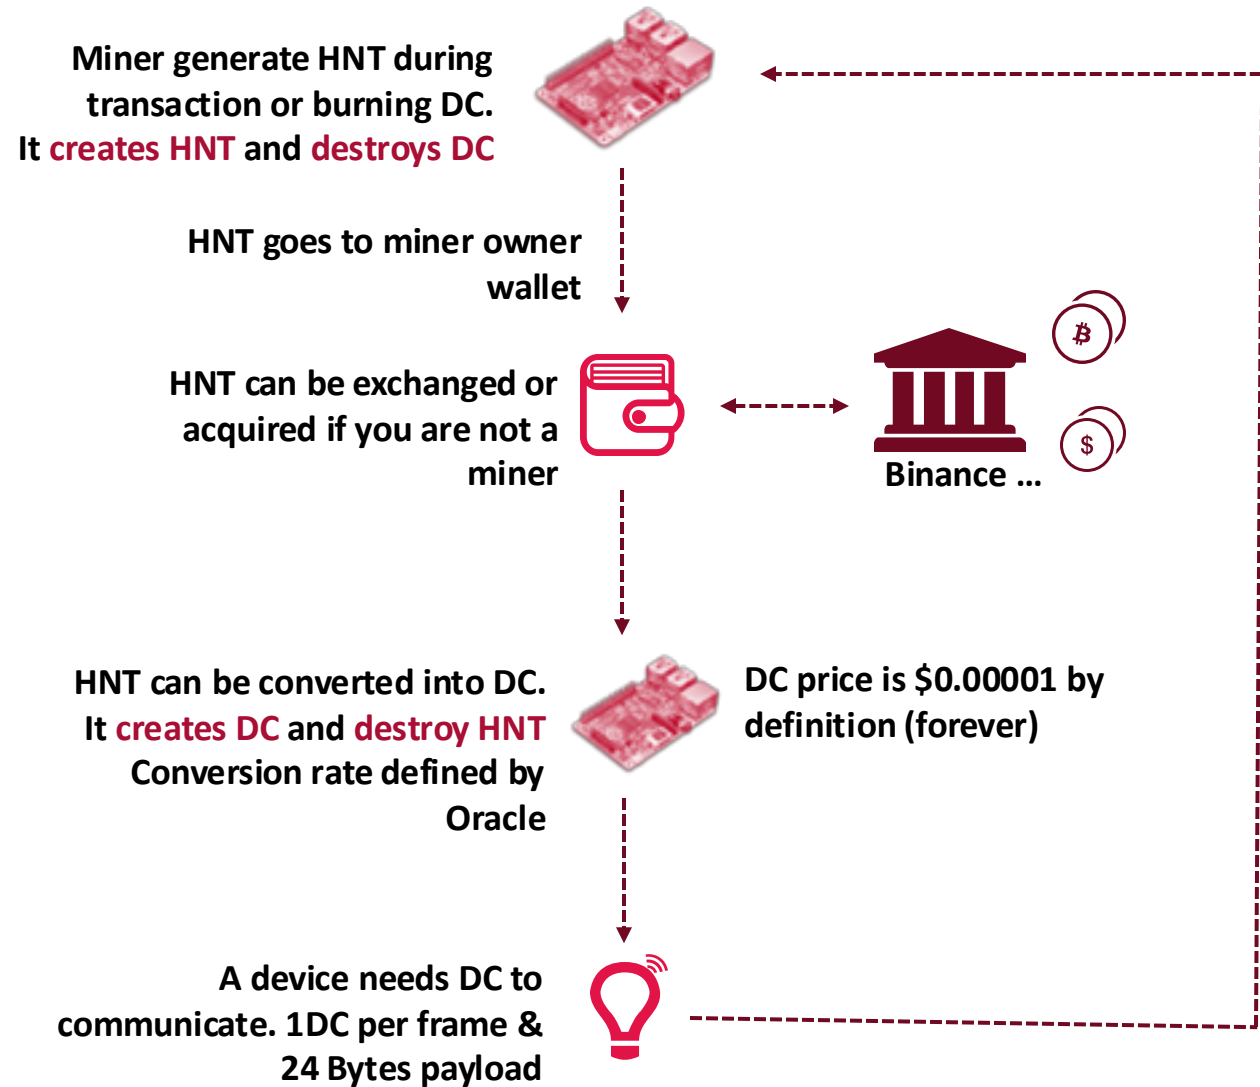 Miner generate HNT during
transaction or burning DC.
It creates HNT and destroys DC
HNT goes to miner owner
wallet
HNT can be exchanged or
acquired if you are not a
miner
₿
$
Binance ...
HNT can be converted into DC.
It creates DC and destroy HNT
Conversion rate defined by
Oracle
DC price is $0.00001 by
definition (forever)
A device needs DC to
communicate. 1DC per frame &
24 Bytes payload